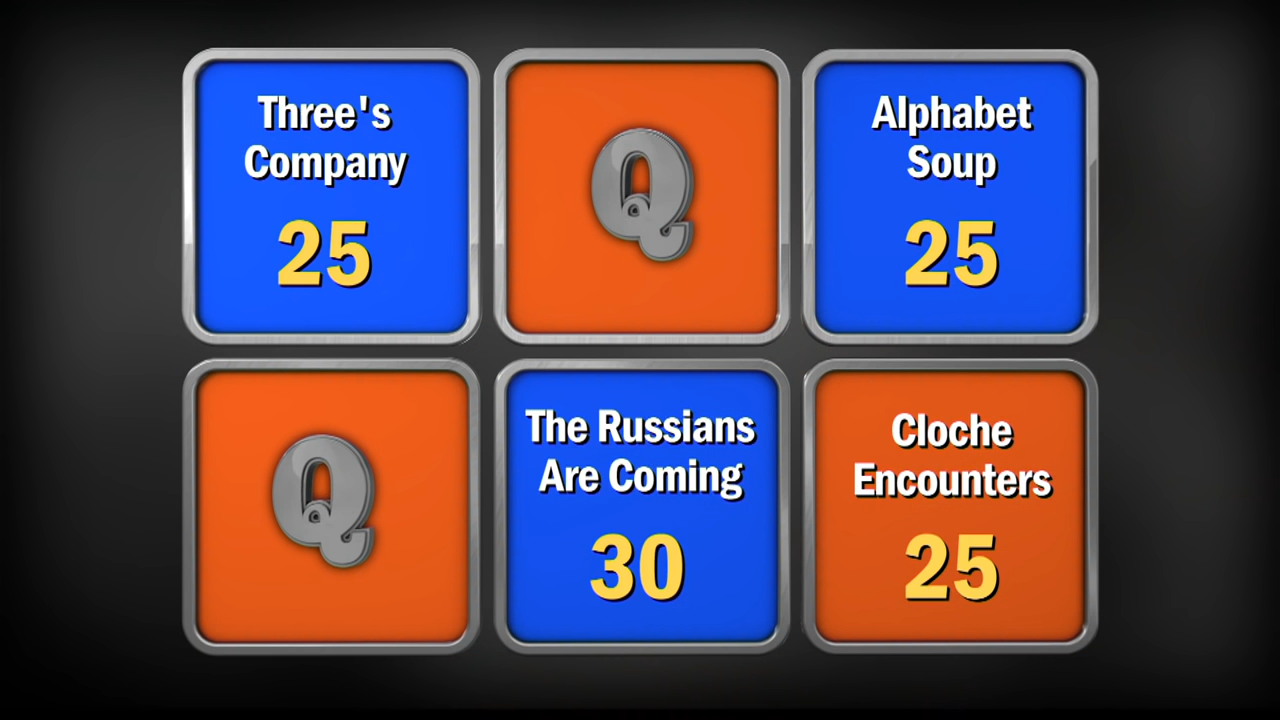 Three's
Company
25
Q
Alphabet
Soup
25
Q
The Russians
Are Coming
30
Cloche
Encounters
25